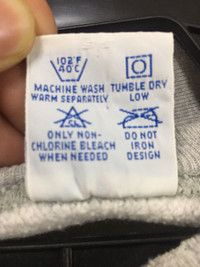 102°F
40°C
MACHINE WASH TUMBLE DRY
WARM SEPARATELY LOW
CL
ONLY NON- DO NOT
CHLORINE BLEACH IRON
WHEN NEEDED DESIGN